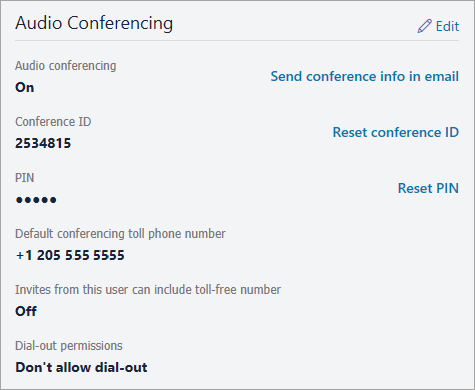 Audio Conferencing
Edit
Audio conferencing
On
Send conference info in email
Conference ID
2534815
Reset conference ID
PIN
●●●●●
Reset PIN
Default conferencing toll phone number
+1 205 555 5555
Invites from this user can include toll-free number
Off
Dial-out permissions
Don't allow dial-out